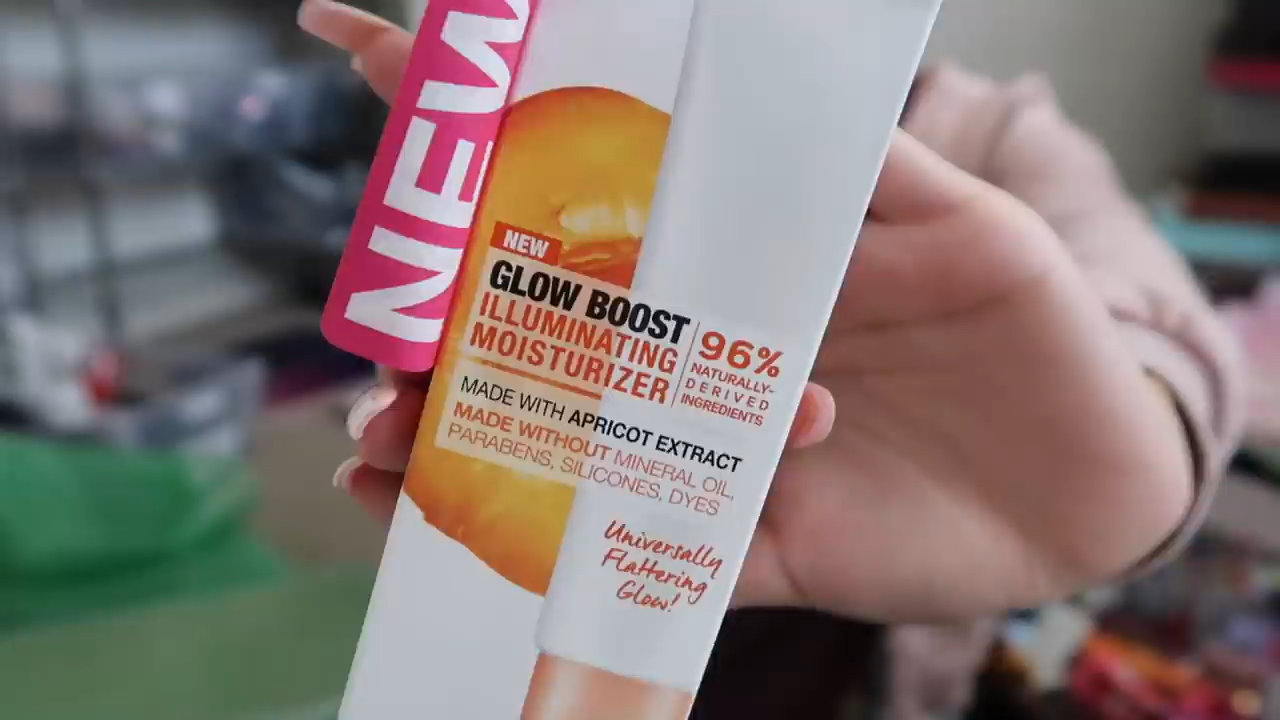 NEW
NEW
GLOW BOOST
ILLUMINATING
MOISTURIZER
96%
NATURALLY-
DERIVED
INGREDIENTS
MADE WITH APRICOT EXTRACT
MADE WITHOUT MINERAL OIL,
PARABENS, SILICONES, DYES
Universally
Flattering
Glow!